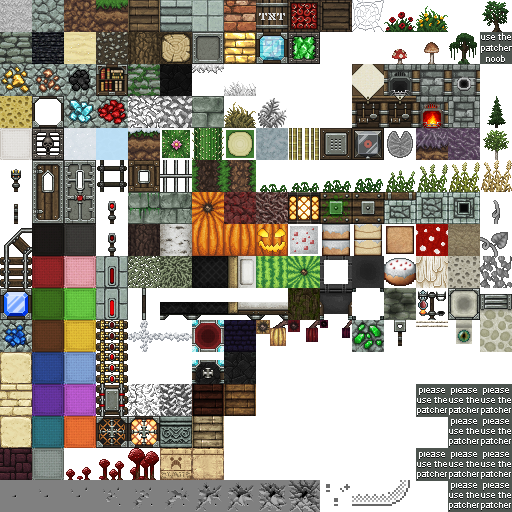 TXT
use the
patcher
noob
please please please
use the use the use the
patcher patcher patcher
please please
use the use the
patcher patcher
please please please
use the use the use the
patcher patcher patcher
please please
use the use the
patcher patcher